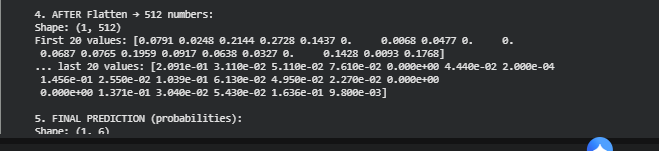 4. AFTER Flatten → 512 numbers:
Shape: (1, 512)
First 20 values: [0.0791 0.0248 0.2144 0.2728 0.1437 0. 0.0068 0.0477 0. 0.
0.0687 0.0765 0.1959 0.0917 0.0638 0.0327 0. 0.1428 0.0093 0.1768]
... last 20 values: [2.091e-01 3.110e-02 5.110e-02 7.610e-02 0.000e+00 4.440e-02 2.000e-04
1.456e-01 2.550e-02 1.039e-01 6.130e-02 4.950e-02 2.270e-02 0.000e+00
0.000e+00 1.371e-01 3.040e-02 5.430e-02 1.636e-01 9.800e-03]
5. FINAL PREDICTION (probabilities):
Shape: (1, 6)